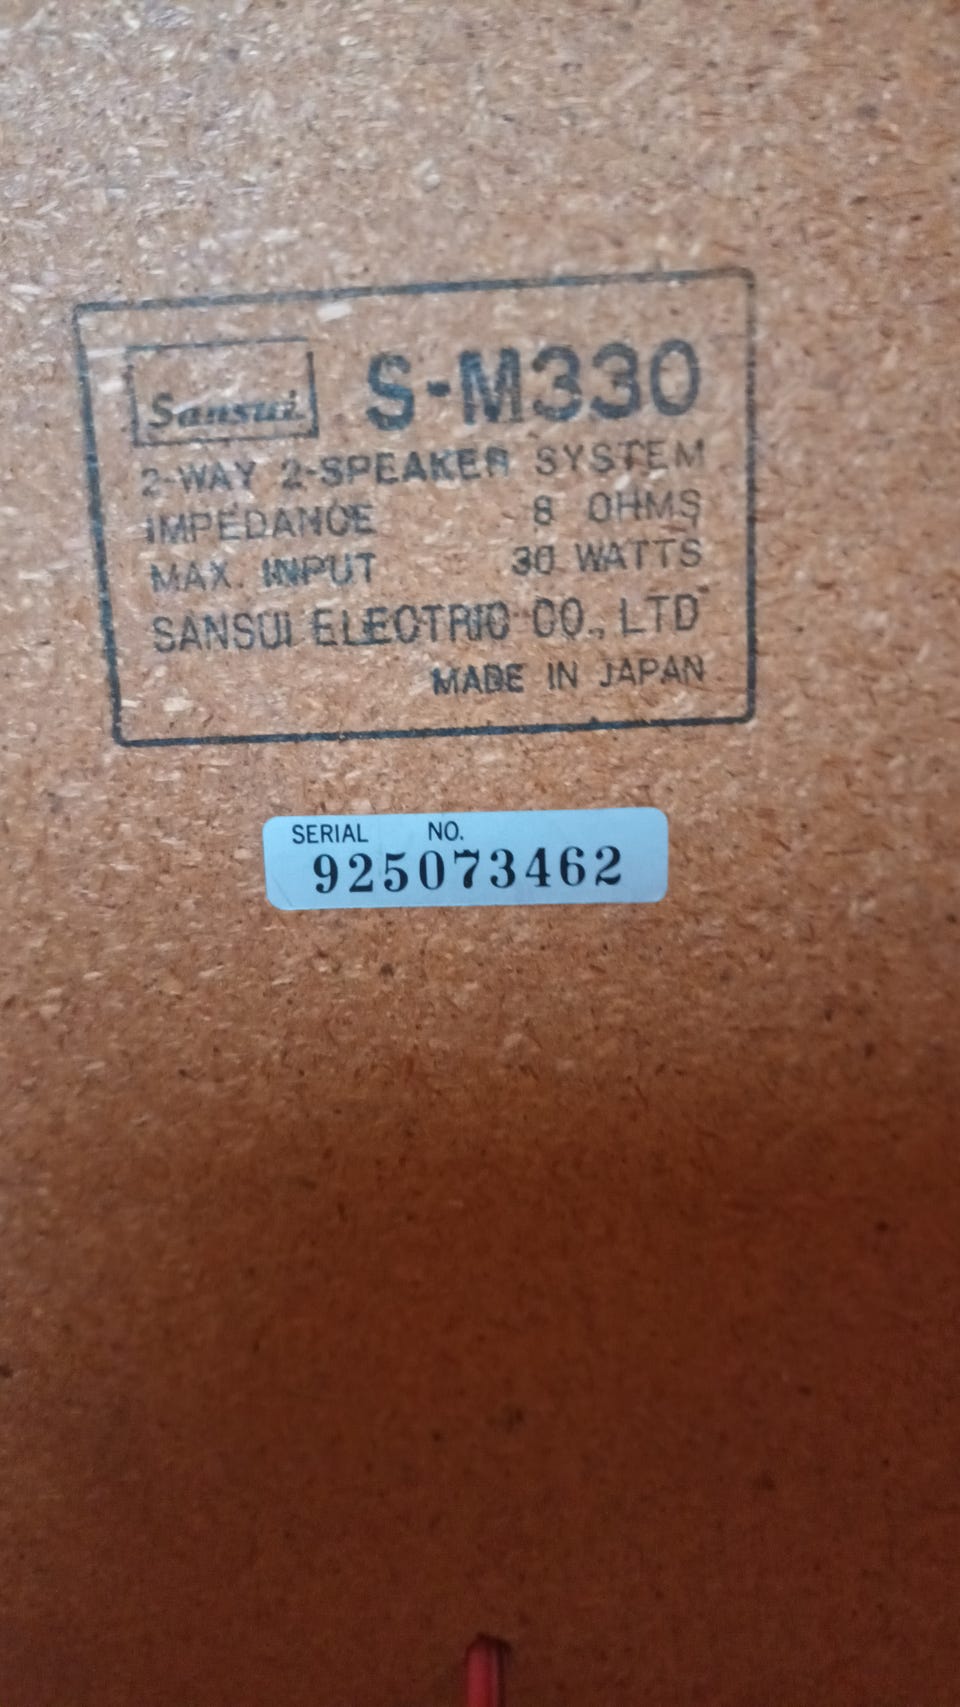 Sansui S-M330
2-WAY 2-SPEAKER SYSTEM
IMPEDANCE 8 OHMS
MAX. INPUT 30 WATTS
SANSUI ELECTRIC CO., LTD
MADE IN JAPAN
SERIAL NO.
925073462